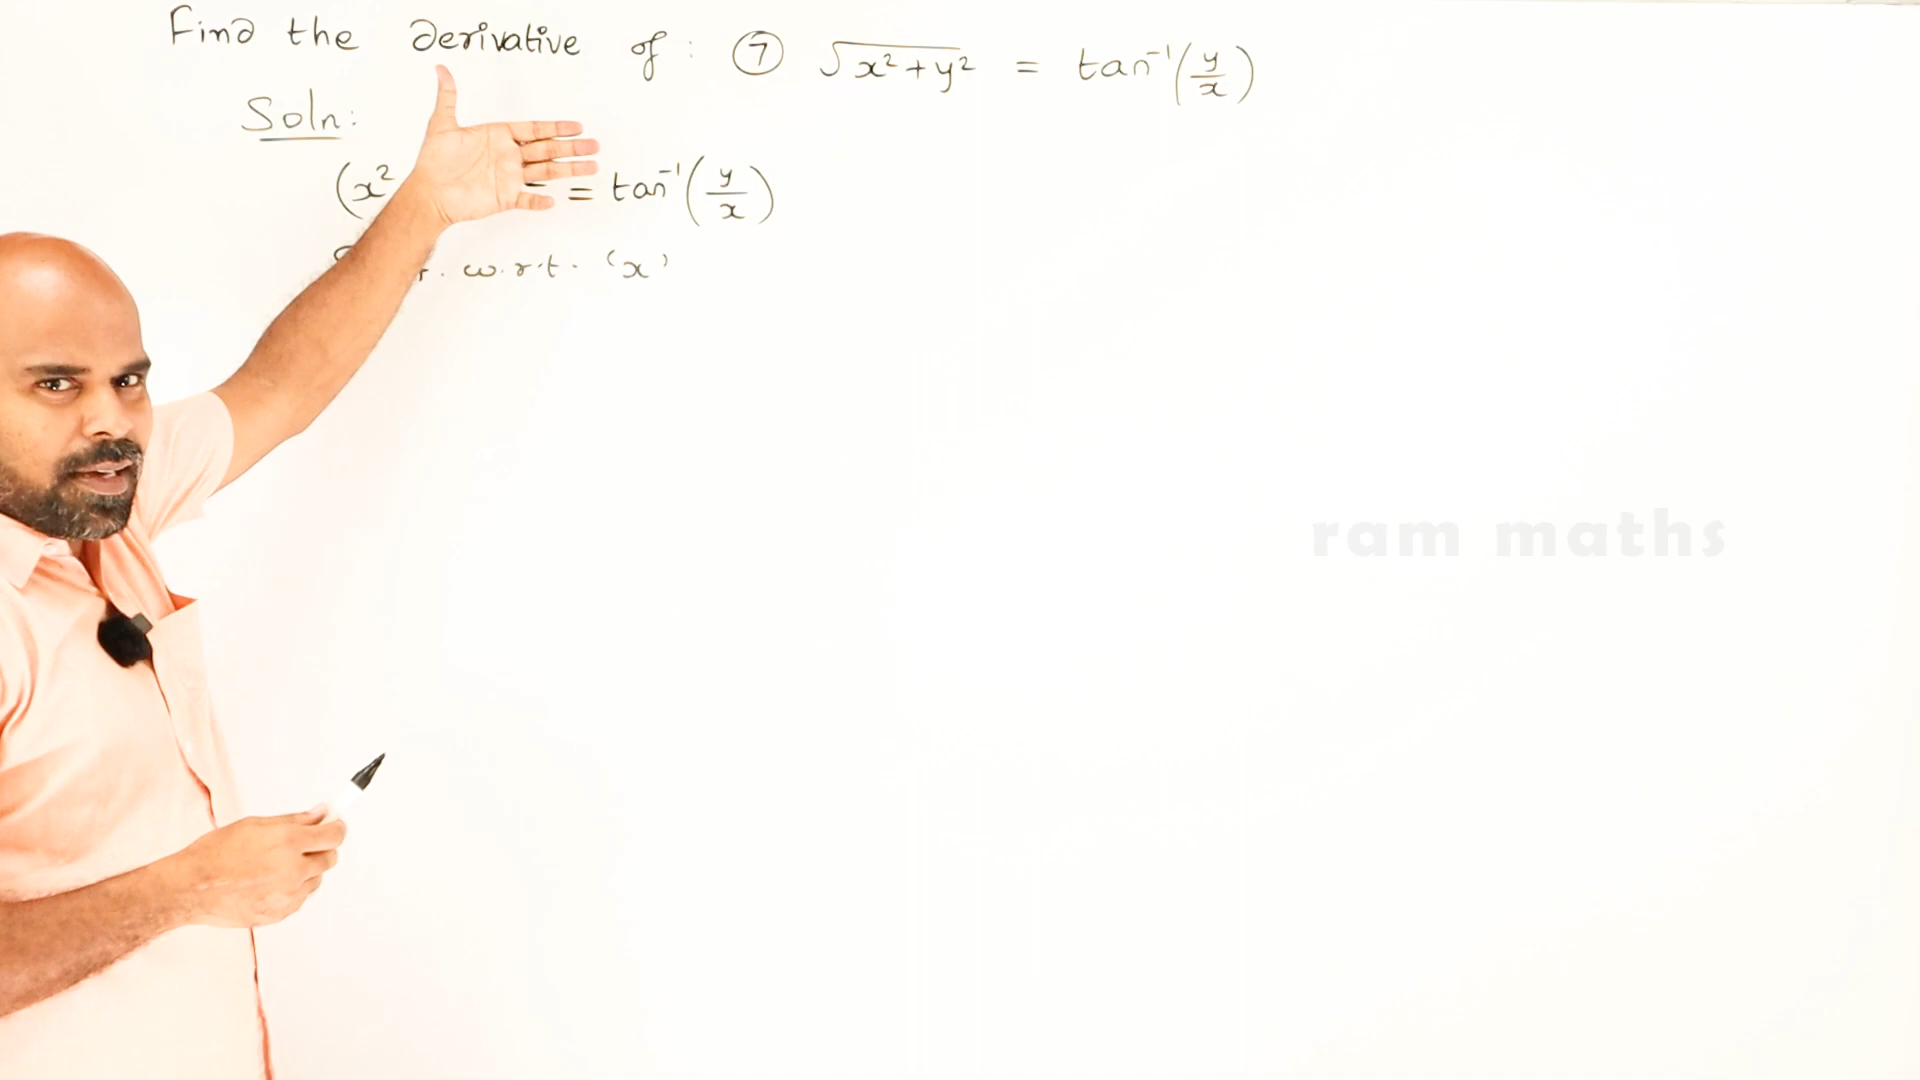 Find the derivative of : ⑦ √x²+y² = tan⁻¹(y/x)
Soln:
(x² = tan⁻¹(y/x)
r. w.r.t. 'x'
ram maths